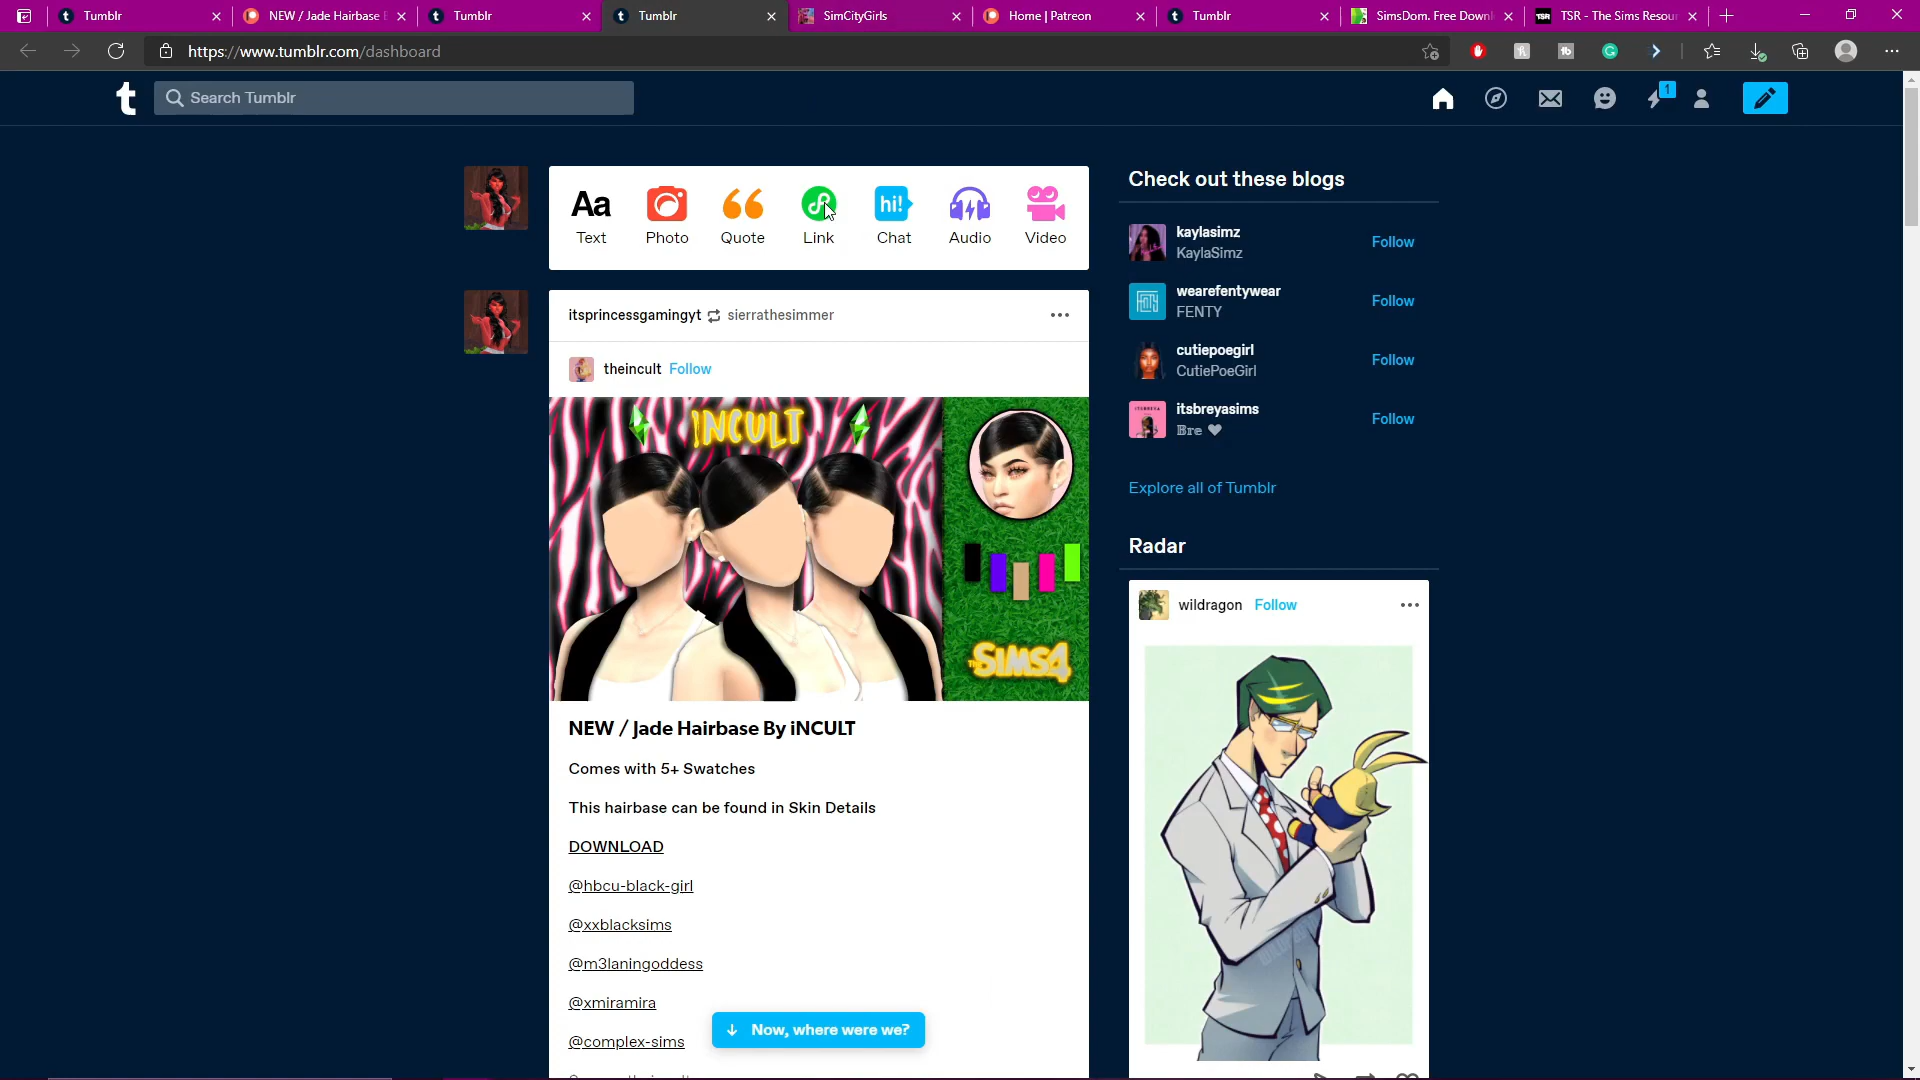 Tumblr
NEW / Jade Hairbase
Tumblr
Tumblr
SimCityGirls
Home | Patreon
Tumblr
SimsDom. Free Downl
TSR
TSR - The Sims Resour
https://www.tumblr.com/dashboard
t
Search Tumblr
1
Aa
hi!
Text
Photo
Quote
Link
Chat
Audio
Video
itsprincessgamingyt sierrathesimmer
theincult Follow
INCULT
THE SIMS4
NEW / Jade Hairbase By iNCULT
Comes with 5+ Swatches
This hairbase can be found in Skin Details
DOWNLOAD
@hbcu-black-girl
@xxblacksims
@m3laningoddess
@xmiramira
@complex-sims
Now, where were we?
Check out these blogs
kaylasimz
KaylaSimz
Follow
wearefentywear
FENTY
Follow
cutiepoegirl
CutiePoeGirl
Follow
itsbreyasims
𝔹𝕣𝕖
Follow
Explore all of Tumblr
Radar
wildragon Follow